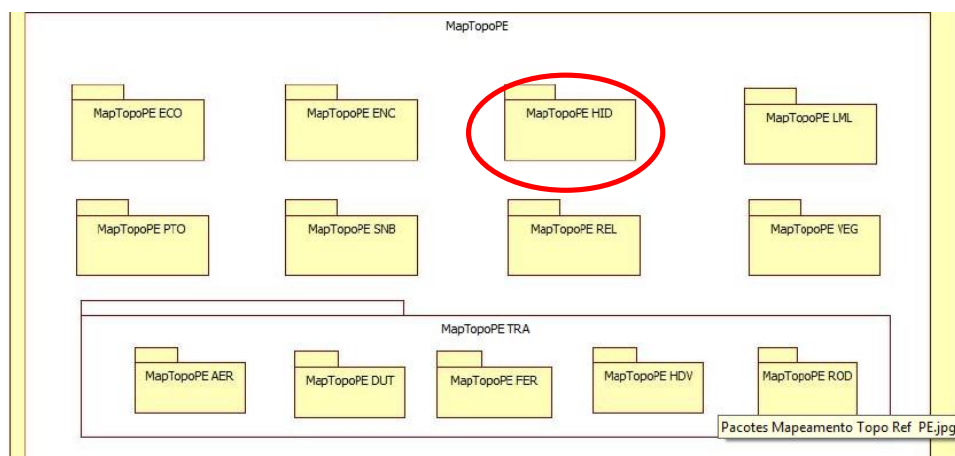 MapTopoPE
MapTopoPE ECO
MapTopoPE ENC
MapTopoPE HID
MapTopoPE LML
MapTopoPE PTO
MapTopoPE SNB
MapTopoPE REL
MapTopoPE VEG
MapTopoPE TRA
MapTopoPE AER
MapTopoPE DUT
MapTopoPE FER
MapTopoPE HDV
MapTopoPE ROD
Pacotes Mapeamento Topo Ref PE.jpg